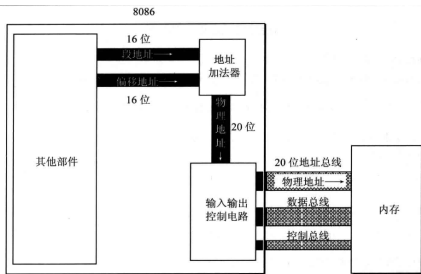 8086
16 位
段地址
偏移地址
16 位
地址
加法器
物理地址
20 位
其他部件
输入输出
控制电路
20 位地址总线
物理地址
数据总线
控制总线
内存